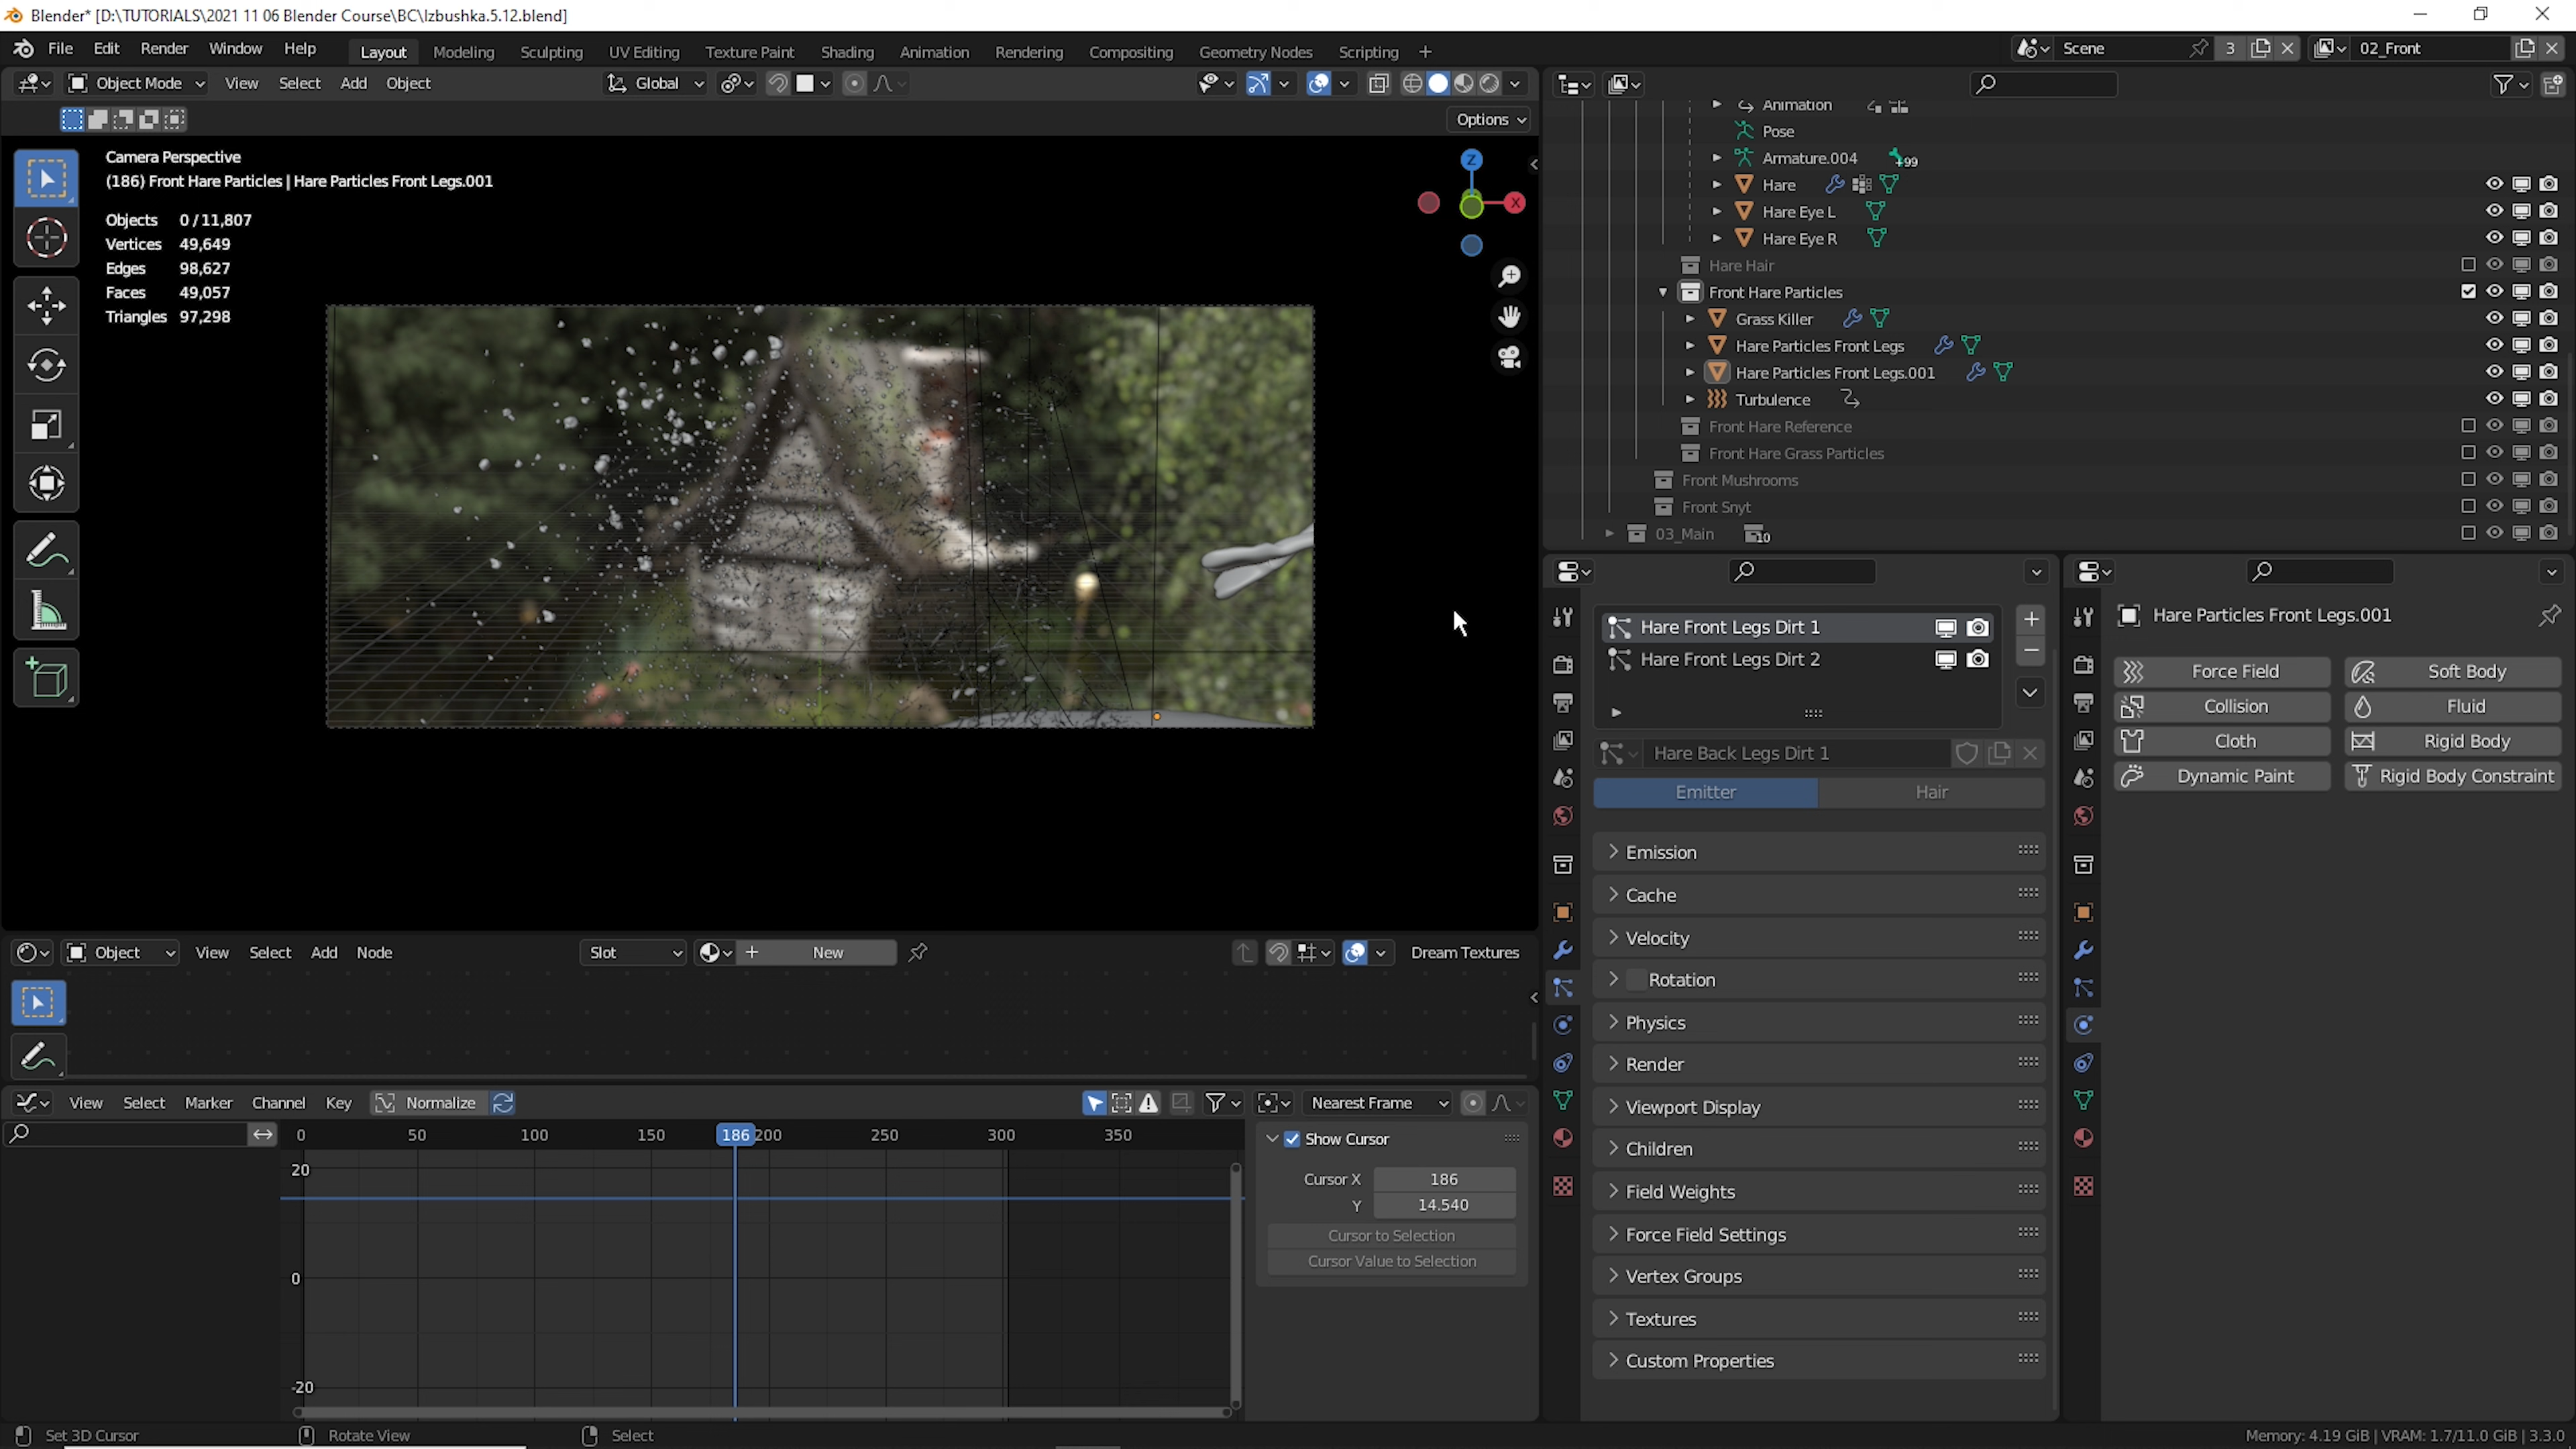 Blender* [D:\TUTORIALS\2021 11 06 Blender Course\BC\Izbushka.5.12.blend]
File Edit Render Window Help Layout Modeling Sculpting UV Editing Texture Paint Shading Animation Rendering Compositing Geometry Nodes Scripting + Scene 3 02_Front
Object Mode View Select Add Object Global
Options
Camera Perspective
(186) Front Hare Particles | Hare Particles Front Legs.001
Objects 0/11,807
Vertices 49,649
Edges 98,627
Faces 49,057
Triangles 97,298
Z
X
Animation
Pose
Armature.004 +99
Hare
Hare Eye L
Hare Eye R
Hare Hair
Front Hare Particles
Grass Killer
Hare Particles Front Legs
Hare Particles Front Legs.001
Turbulence
Front Hare Reference
Front Hare Grass Particles
Front Mushrooms
Front Snyt
03_Main 10
Hare Front Legs Dirt 1
Hare Front Legs Dirt 2
Hare Back Legs Dirt 1
Emitter Hair
Emission
Cache
Velocity
Rotation
Physics
Render
Viewport Display
Children
Field Weights
Force Field Settings
Vertex Groups
Textures
Custom Properties
Hare Particles Front Legs.001
Force Field Soft Body
Collision Fluid
Cloth Rigid Body
Dynamic Paint Rigid Body Constraint
Object View Select Add Node Slot New Dream Textures
View Select Marker Channel Key Normalize Nearest Frame
0 50 100 150 186 200 250 300 350
20
0
-20
Show Cursor
Cursor X 186
Y 14.540
Cursor to Selection
Cursor Value to Selection
Set 3D Cursor Rotate View Select Memory: 4.19 GiB | VRAM: 1.7/11.0 GiB | 3.3.0